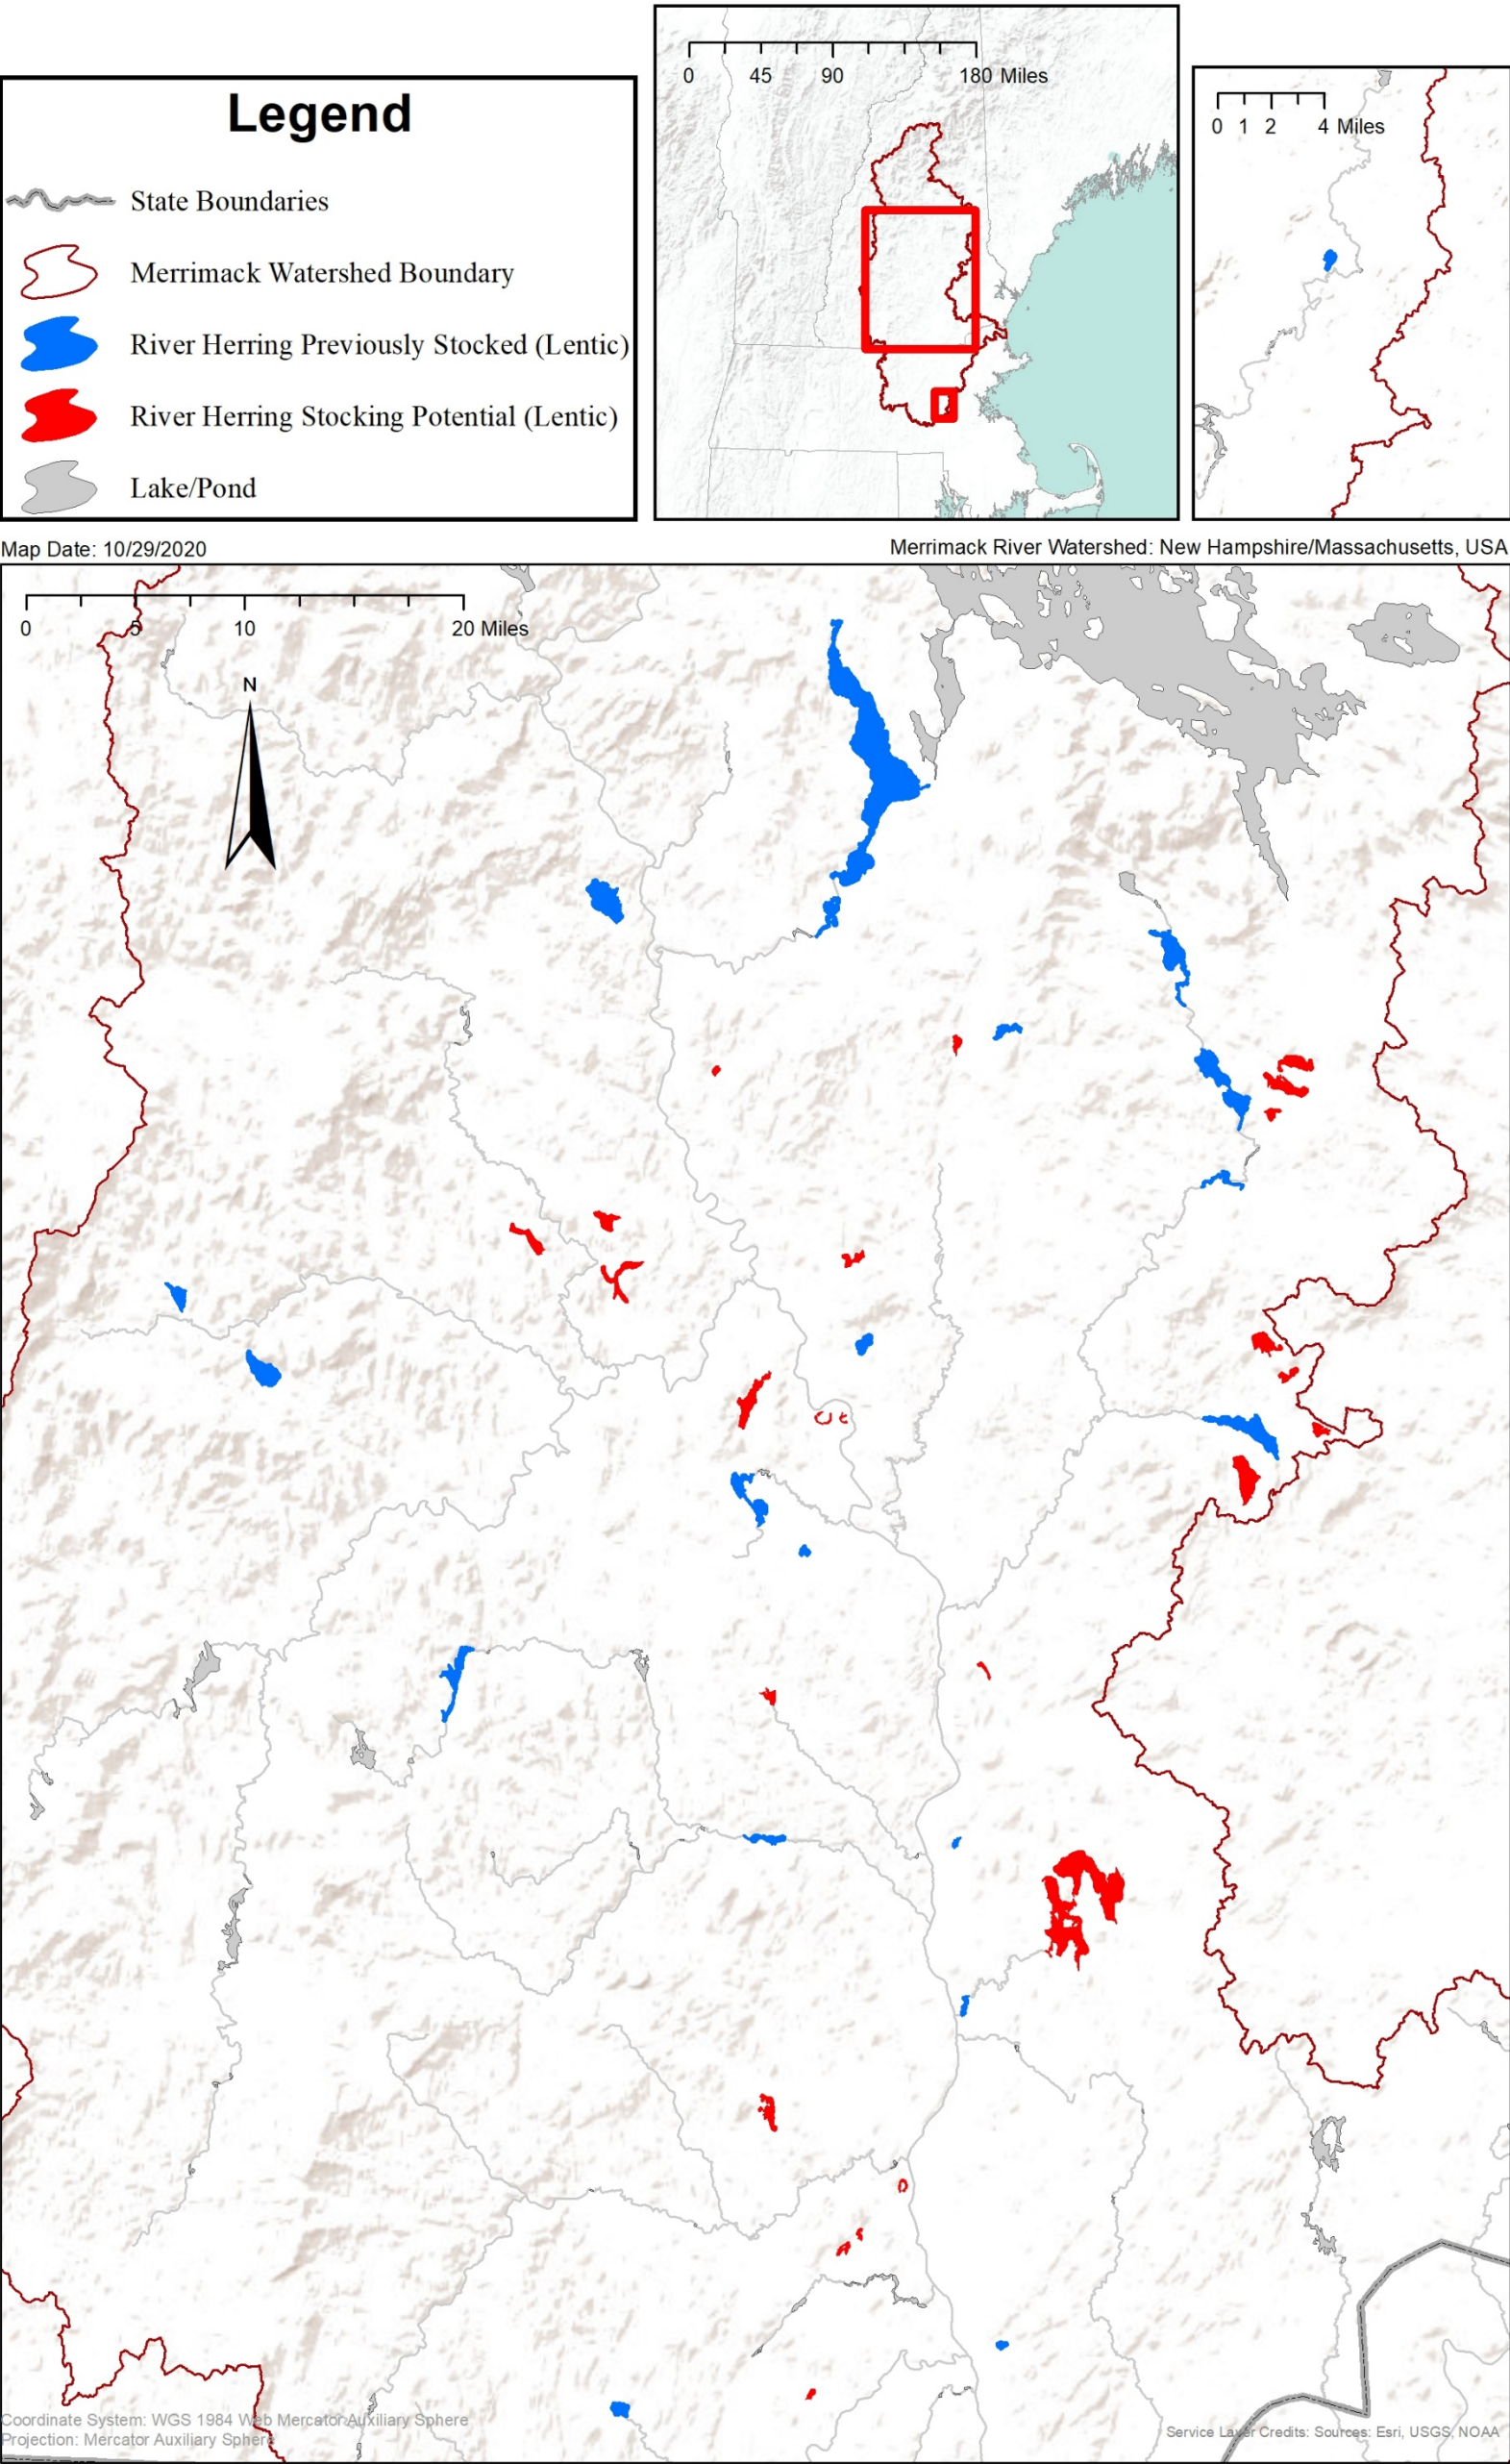 Legend
State Boundaries
Merrimack Watershed Boundary
River Herring Previously Stocked (Lentic)
River Herring Stocking Potential (Lentic)
Lake/Pond
0 45 90 180 Miles
0 1 2 4 Miles
Map Date: 10/29/2020
Merrimack River Watershed: New Hampshire/Massachusetts, USA
0 5 10 20 Miles
N
Coordinate System: WGS 1984 Web Mercator Auxiliary Sphere
Projection: Mercator Auxiliary Sphere
Service Layer Credits: Sources: Esri, USGS, NOAA